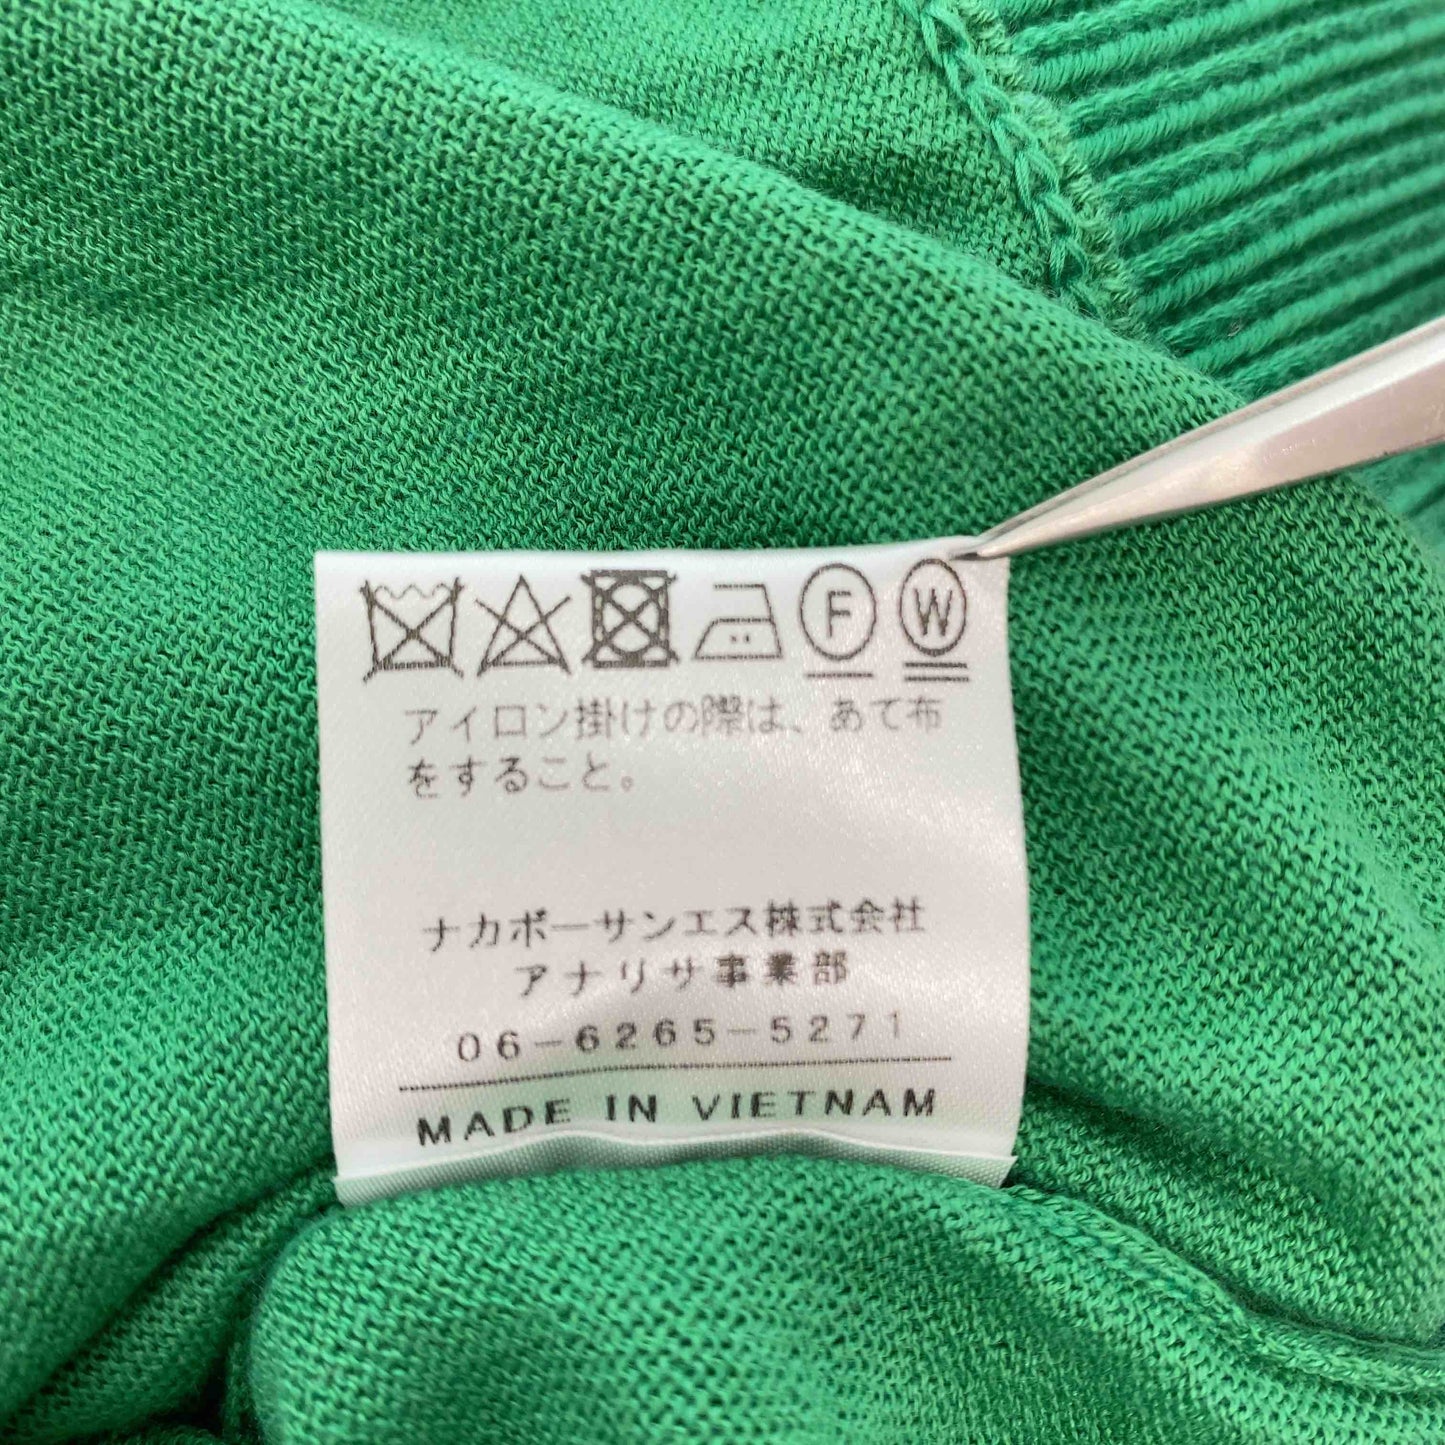 F W
アイロン掛けの際は、あて布
をすること。
ナカボーサンエス株式会社
アナリサ事業部
06-6265-5271
MADE IN VIETNAM